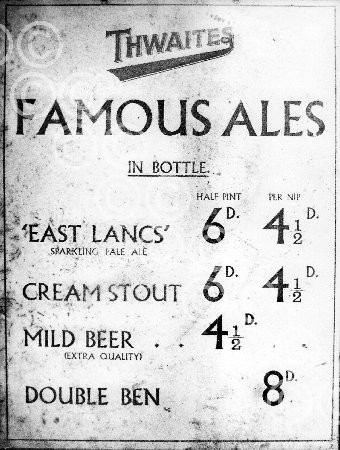 THWAITES
FAMOUS ALES
IN BOTTLE.
HALF PINT PER NIP
'EAST LANCS' 6D. 4½D.
SPARKLING PALE ALE
CREAM STOUT 6D. 4½D.
MILD BEER . . 4½D.
(EXTRA QUALITY)
DOUBLE BEN 8D.